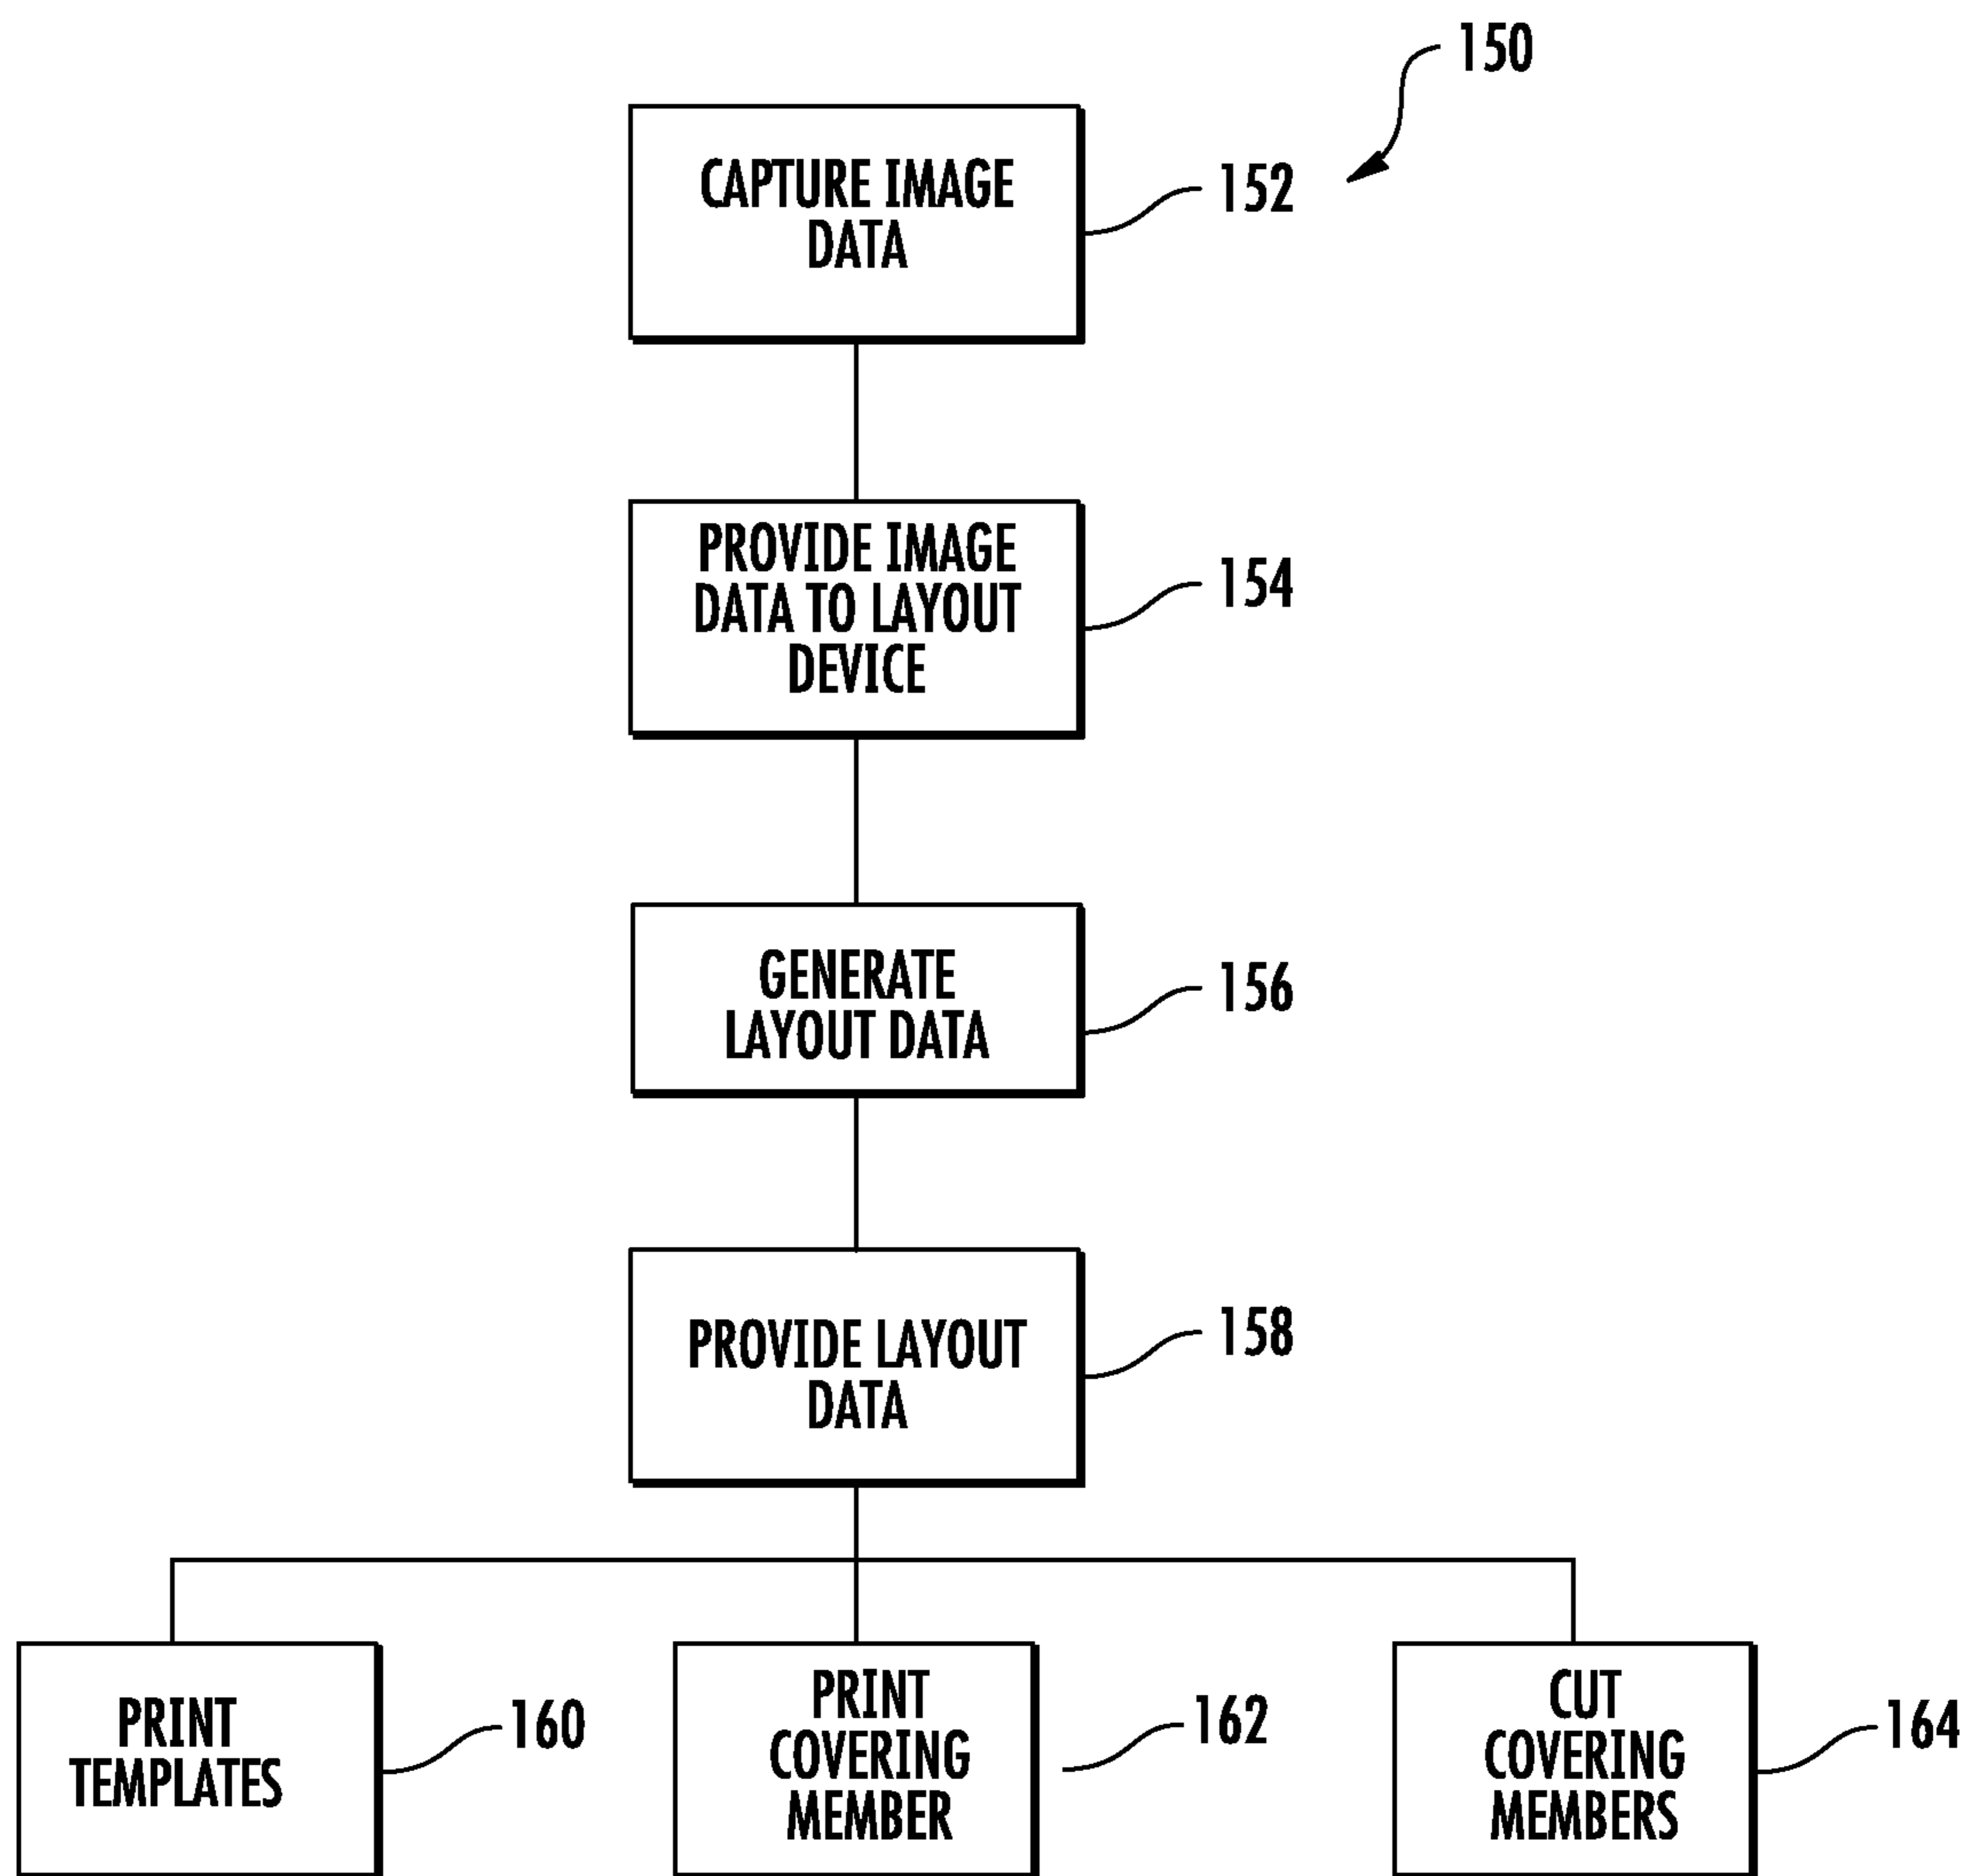 150
CAPTURE IMAGE
DATA
152
PROVIDE IMAGE
DATA TO LAYOUT
DEVICE
154
GENERATE
LAYOUT DATA
156
PROVIDE LAYOUT
DATA
158
PRINT
TEMPLATES
160
PRINT
COVERING
MEMBER
162
CUT
COVERING
MEMBERS
164